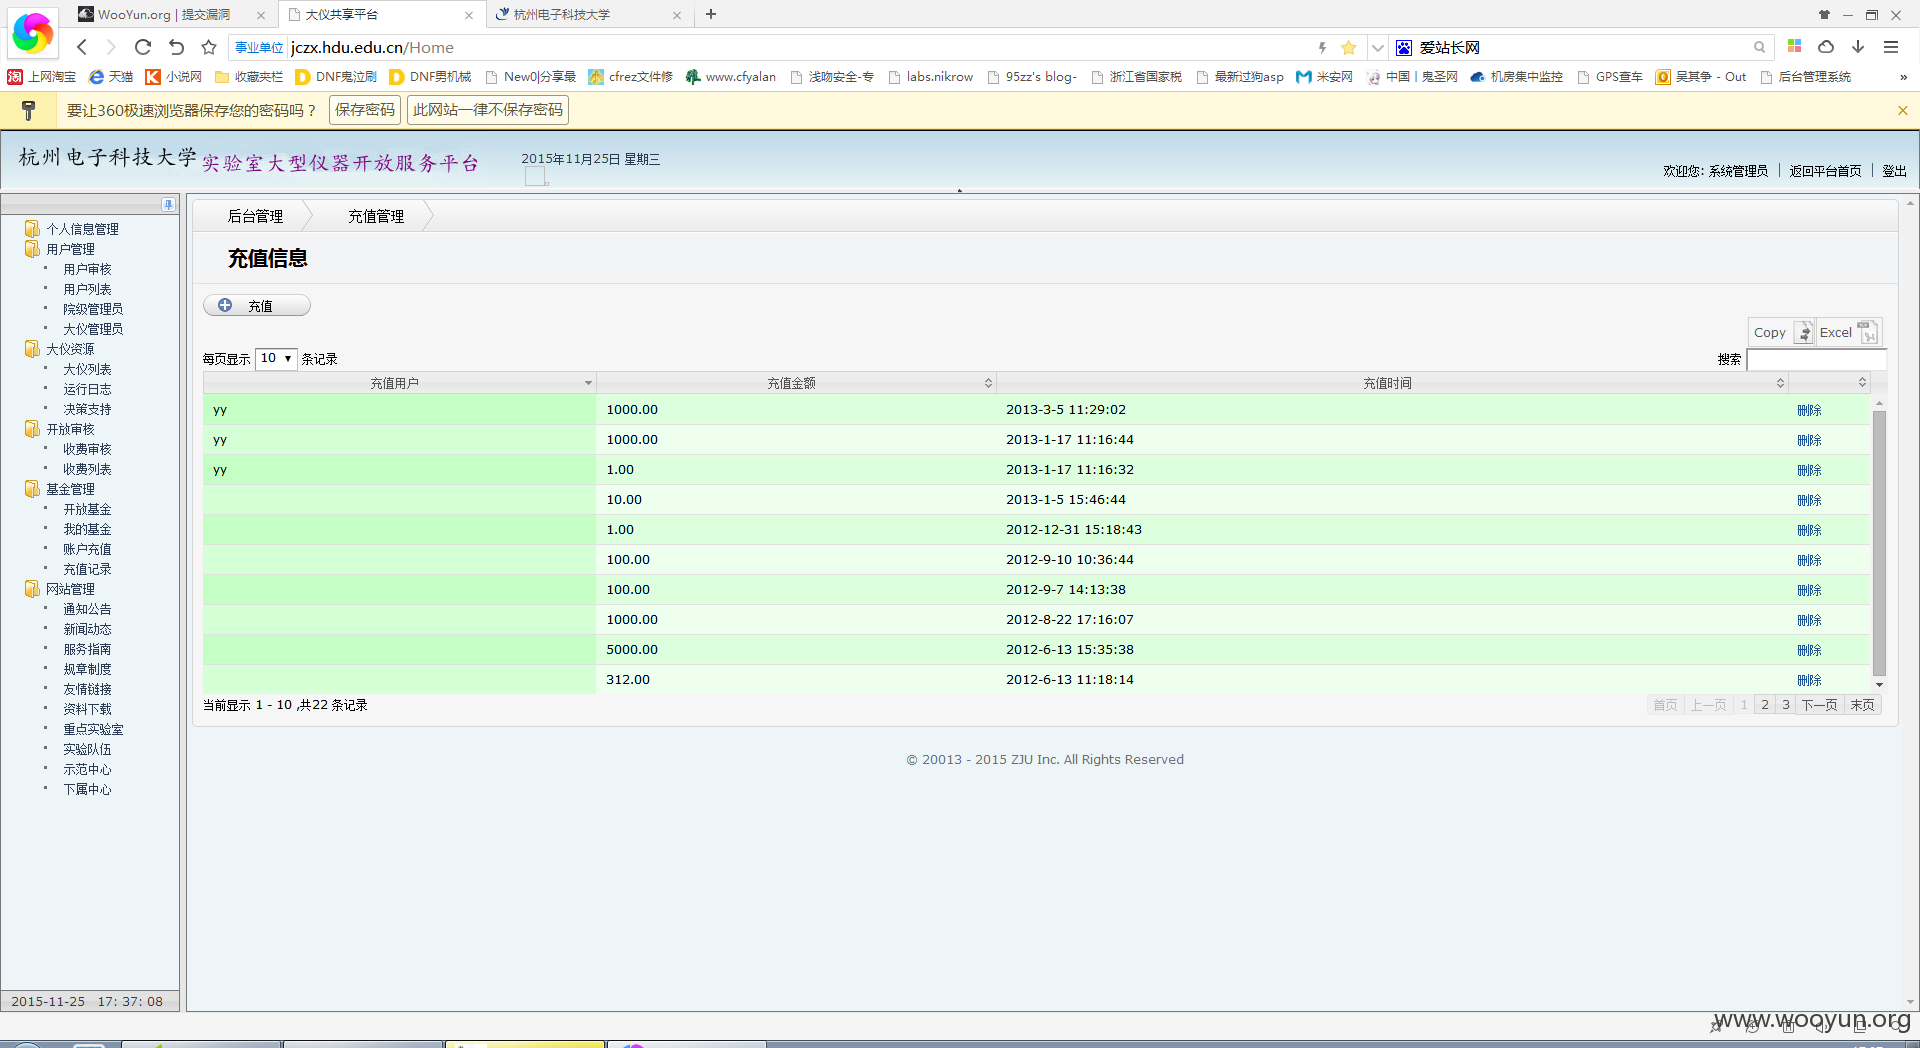 WooYun.org | 提交漏洞
大仪共享平台
杭州电子科技大学
事业单位 jczx.hdu.edu.cn/Home
爱站长网
上网淘宝 天猫 小说网 收藏夹栏 DNF鬼泣刷 DNF男机械 New0|分享最 cfrez文件修 www.cfyalan 浅吻安全-专 labs.nikrow 95zz's blog- 浙江省国家税 最新过狗asp 米安网 中国丨鬼圣网 机房集中监控 GPS查车 吴其争 - Out 后台管理系统 »
要让360极速浏览器保存您的密码吗？ 保存密码 此网站一律不保存密码
杭州电子科技大学 实验室大型仪器开放服务平台
2015年11月25日 星期三
欢迎您: 系统管理员 | 返回平台首页 | 登出
个人信息管理
用户管理
用户审核
用户列表
院级管理员
大仪管理员
大仪资源
大仪列表
运行日志
决策支持
开放审核
收费审核
收费列表
基金管理
开放基金
我的基金
账户充值
充值记录
网站管理
通知公告
新闻动态
服务指南
规章制度
友情链接
资料下载
重点实验室
实验队伍
示范中心
下属中心
2015-11-25 17: 37: 08
后台管理 充值管理
充值信息
充值
Copy Excel
每页显示 10 条记录
搜索
充值用户 充值金额 充值时间
yy 1000.00 2013-3-5 11:29:02 删除
yy 1000.00 2013-1-17 11:16:44 删除
yy 1.00 2013-1-17 11:16:32 删除
10.00 2013-1-5 15:46:44 删除
1.00 2012-12-31 15:18:43 删除
100.00 2012-9-10 10:36:44 删除
100.00 2012-9-7 14:13:38 删除
1000.00 2012-8-22 17:16:07 删除
5000.00 2012-6-13 15:35:38 删除
312.00 2012-6-13 11:18:14 删除
当前显示 1 - 10 ,共22 条记录
首页 上一页 1 2 3 下一页 末页
© 20013 - 2015 ZJU Inc. All Rights Reserved
www.wooyun.org